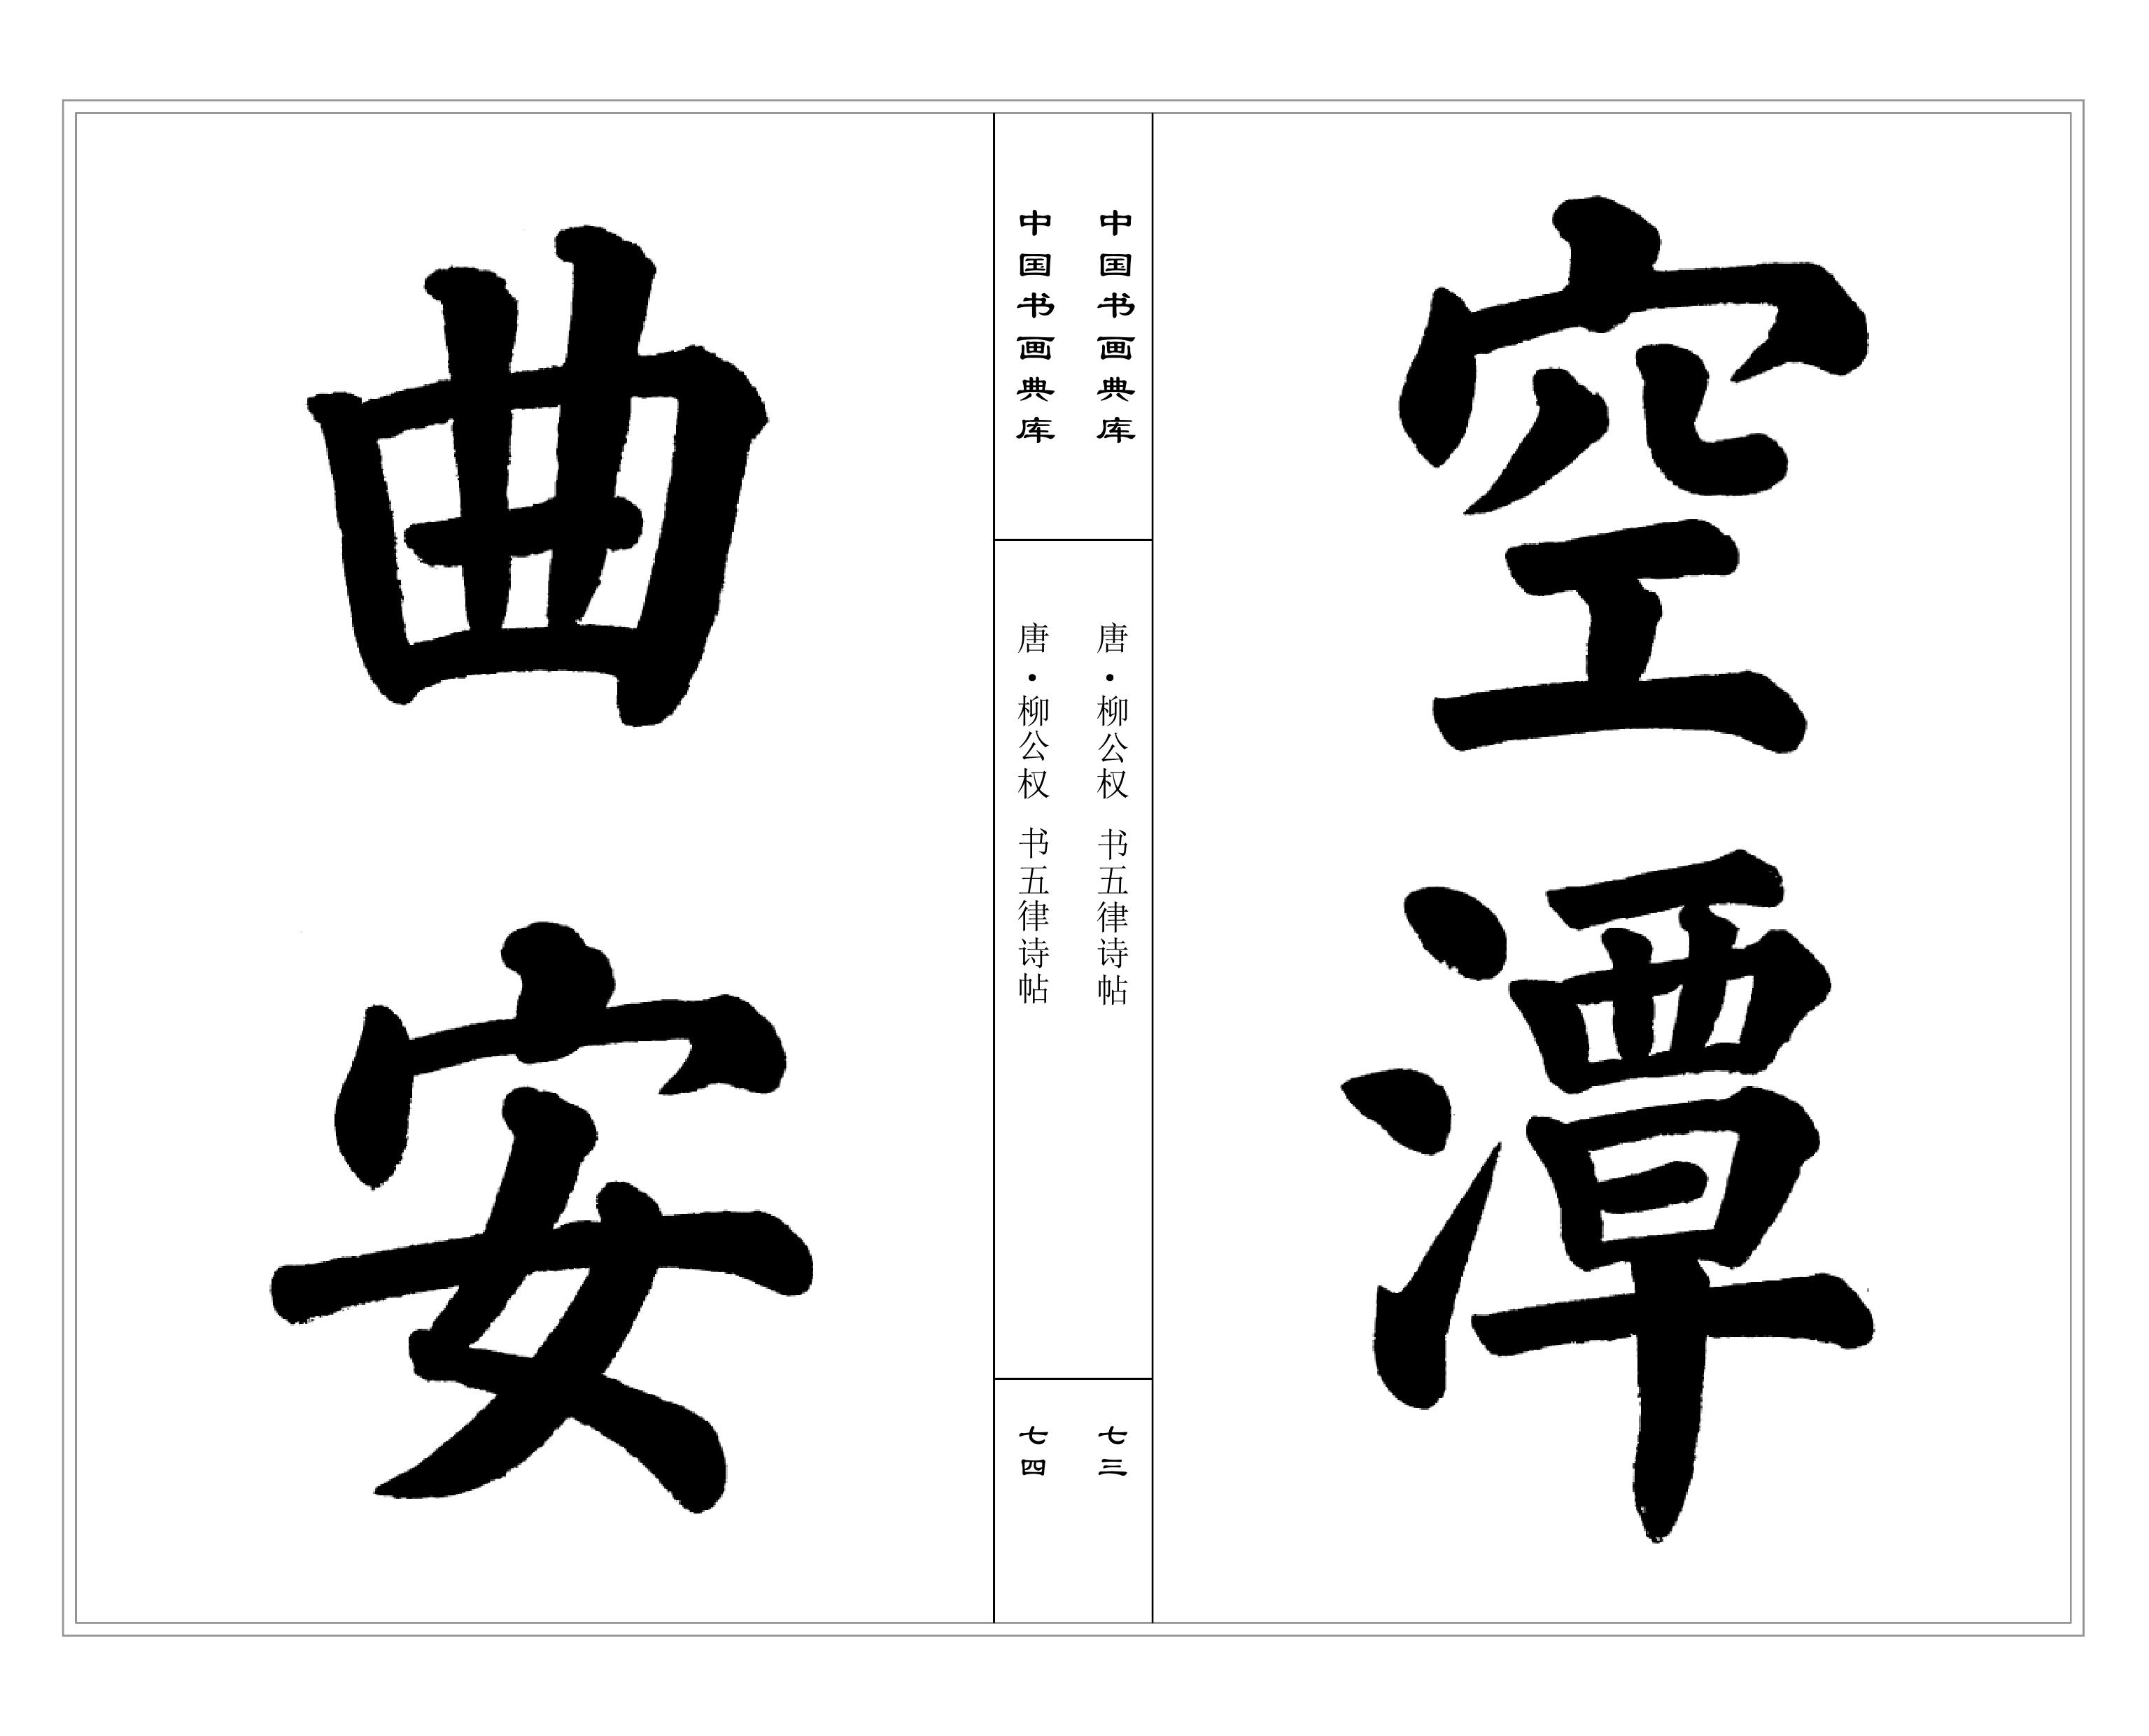 空潭
中国书画典库
唐·柳公权 书五律诗帖
七三
中国书画典库
唐·柳公权 书五律诗帖
七四
曲安